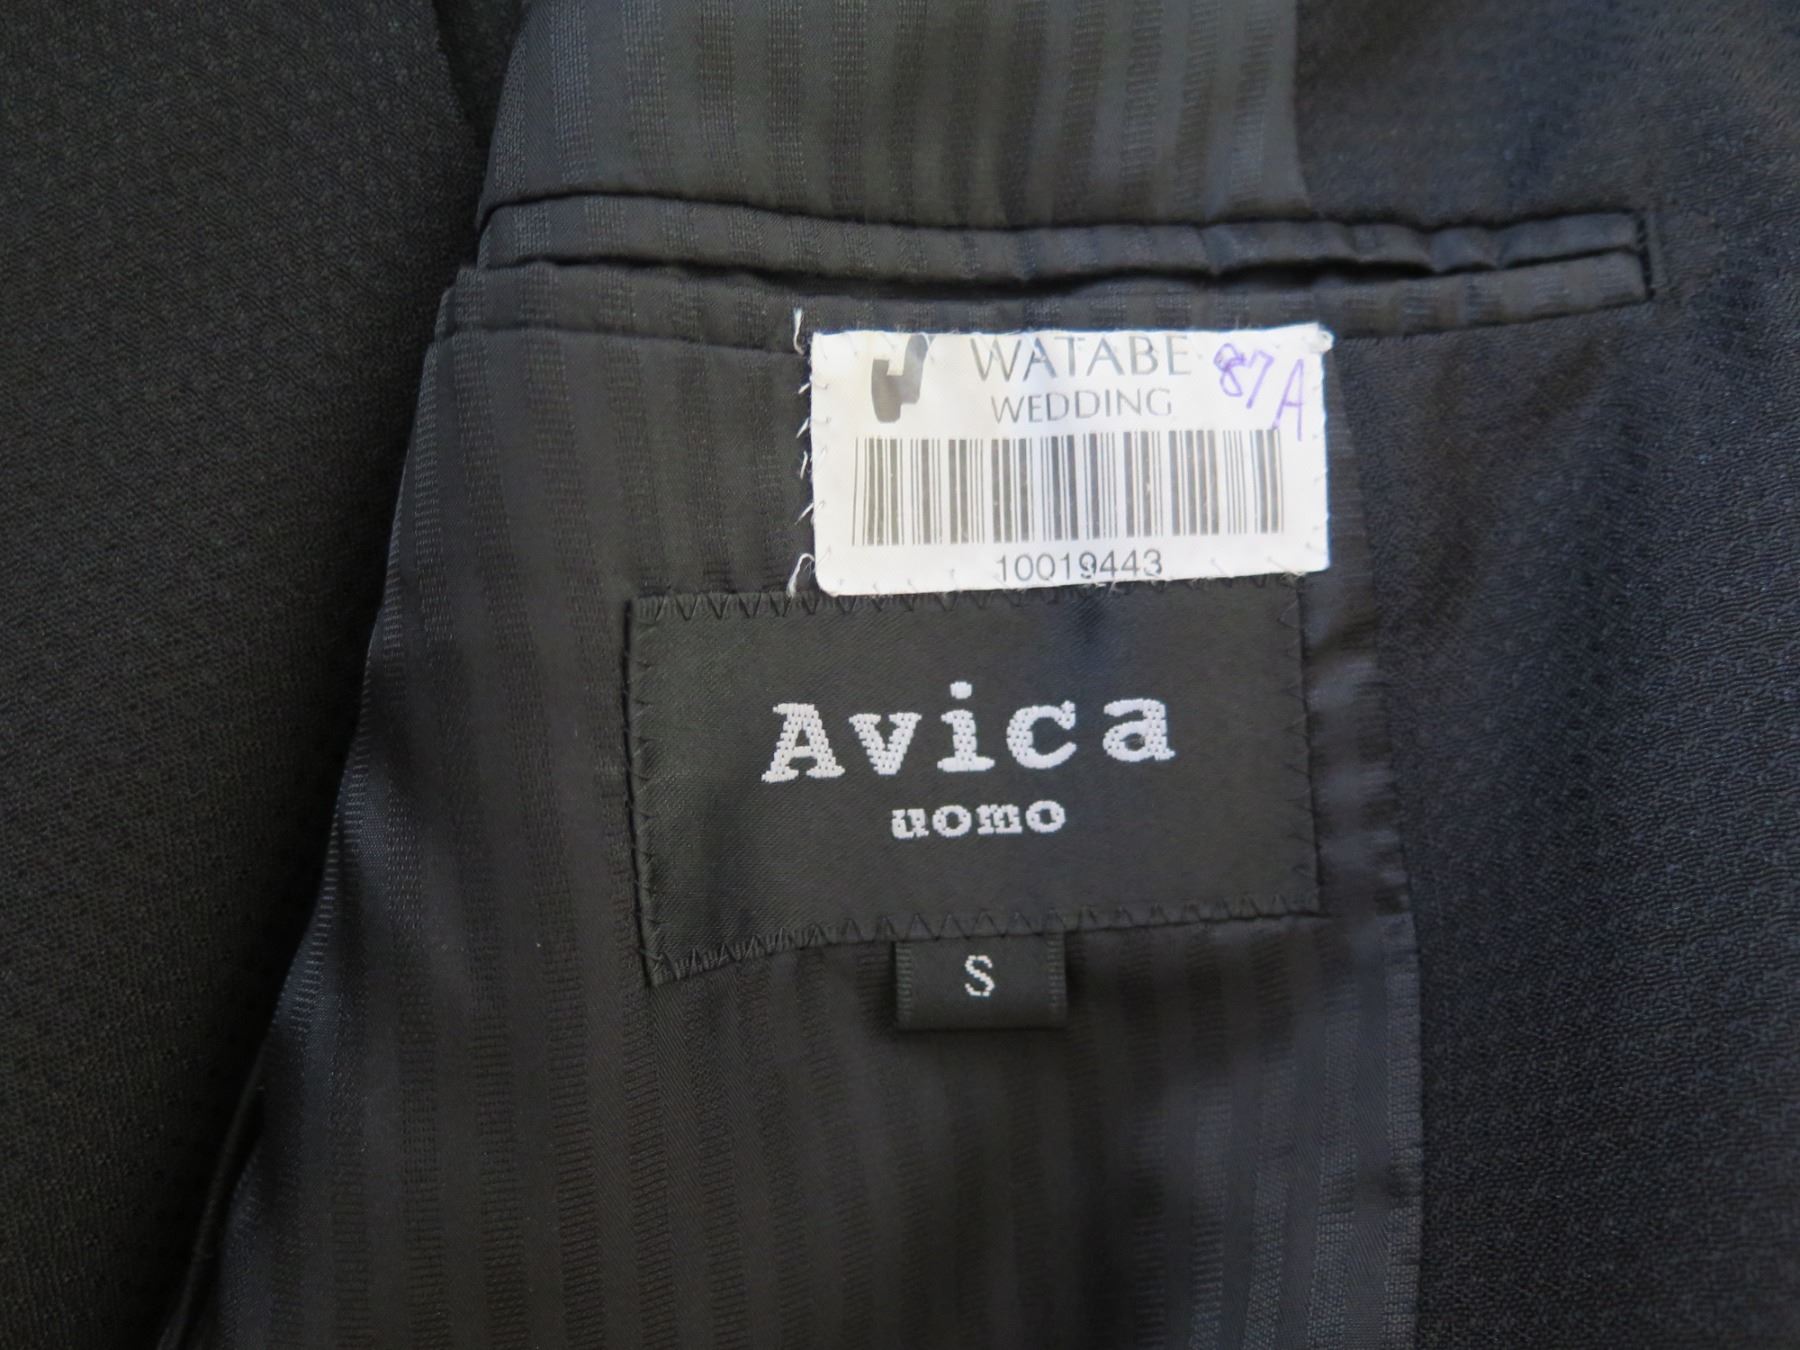 WATABE
WEDDING
87A
10019443
Avica
uomo
S